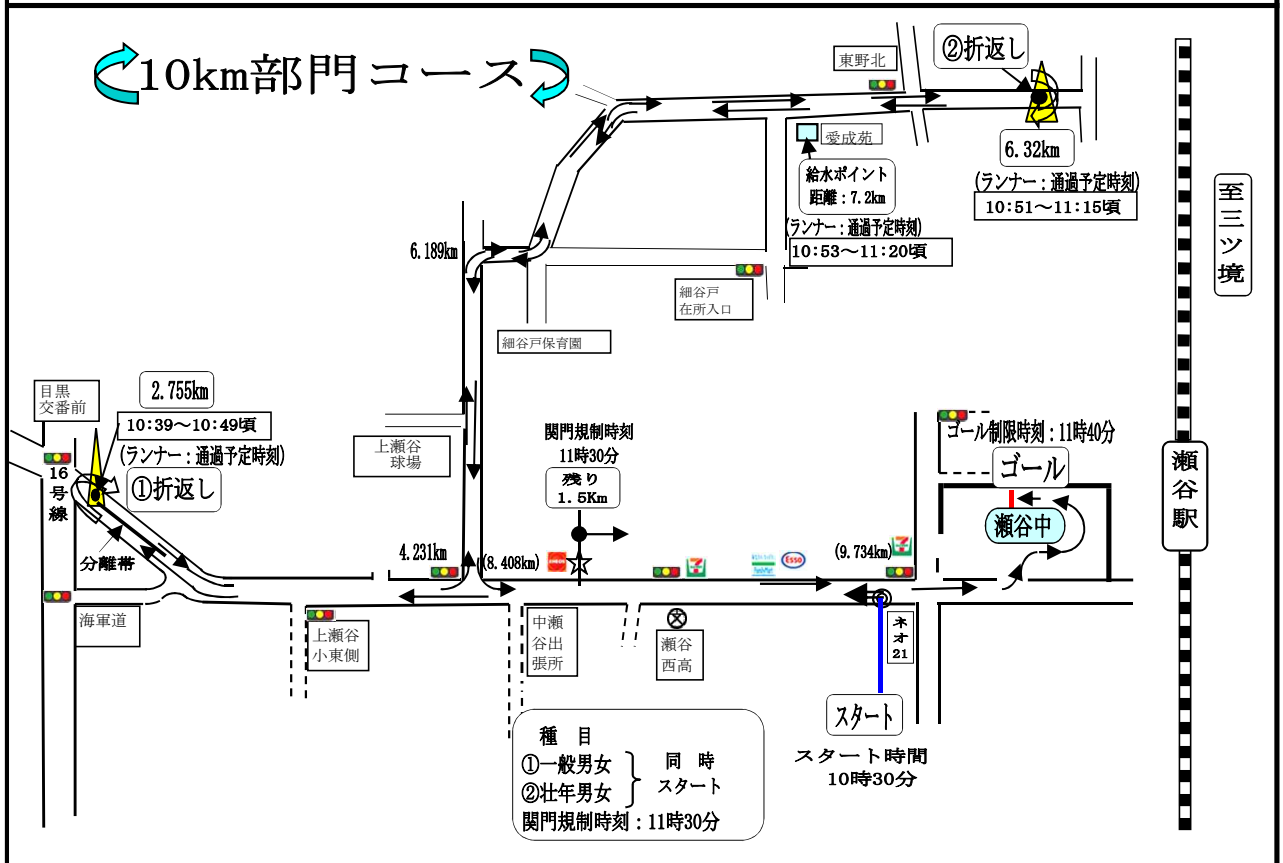 10km部門コース
東野北
②折返し
愛成苑
6.32km
(ランナー：通過予定時刻)
10:51～11:15頃
給水ポイント
距離：7.2km
(ランナー：通過予定時刻)
10:53～11:20頃
至三ツ境
6.189km
細谷戸
在所入口
細谷戸保育園
目黒
交番前
2.755km
10:39～10:49頃
(ランナー：通過予定時刻)
①折返し
16号線
分離帯
上瀬谷
球場
関門規制時刻
11時30分
残り
1.5Km
ゴール制限時刻：11時40分
ゴール
瀬谷中
瀬谷駅
4.231km
(8.408km)
Esso
(9.734km)
海軍道
上瀬谷
小東側
中瀬
谷出
張所
瀬谷
西高
ネオ21
スタート
スタート時間
10時30分
種 目
①一般男女
②壮年男女
同 時
スタート
関門規制時刻：11時30分